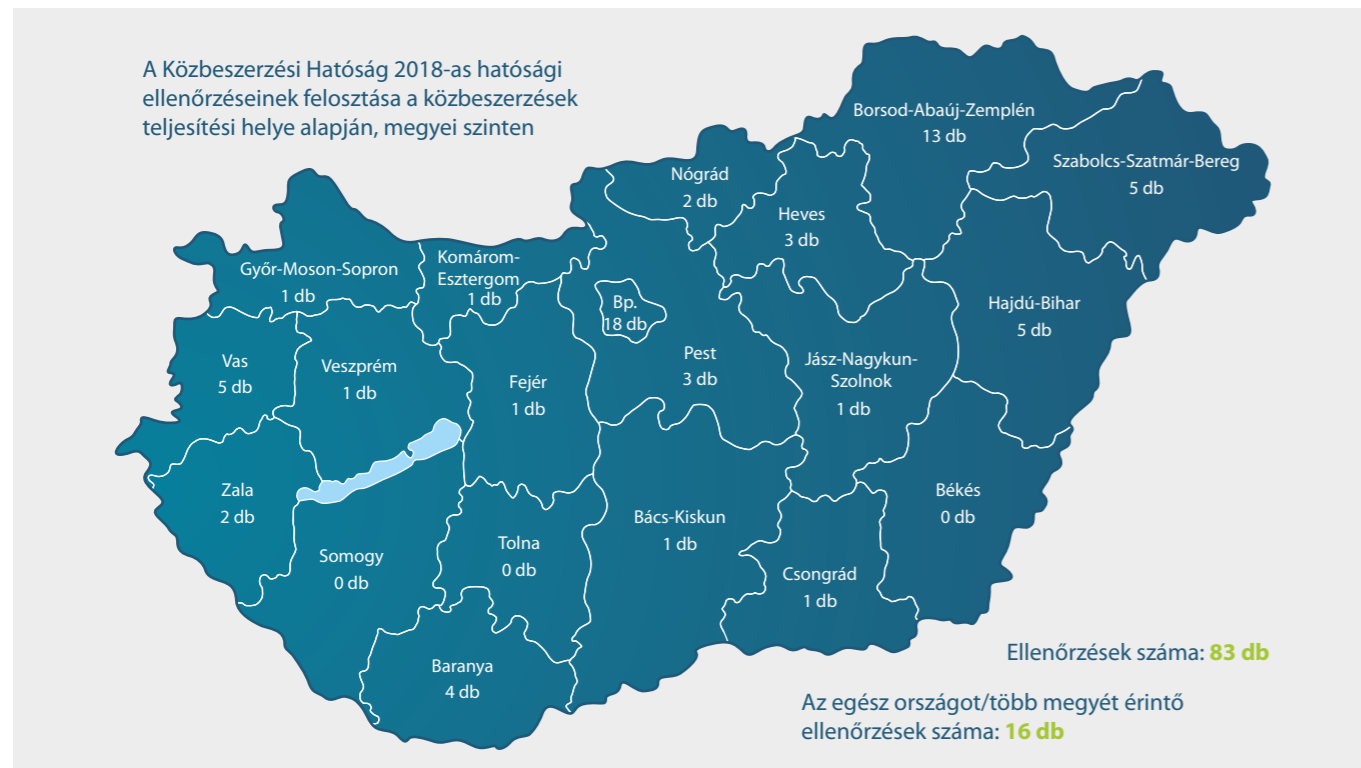 A Közbeszerzési Hatóság 2018-as hatósági
ellenőrzéseinek felosztása a közbeszerzések
teljesítési helye alapján, megyei szinten
Borsod-Abaúj-Zemplén
13 db
Szabolcs-Szatmár-Bereg
5 db
Nógrád
2 db
Heves
3 db
Győr-Moson-Sopron
1 db
Komárom-
Esztergom
1 db
Bp.
18 db
Hajdú-Bihar
5 db
Vas
5 db
Veszprém
1 db
Fejér
1 db
Pest
3 db
Jász-Nagykun-
Szolnok
1 db
Zala
2 db
Somogy
0 db
Tolna
0 db
Bács-Kiskun
1 db
Békés
0 db
Csongrád
1 db
Baranya
4 db
Ellenőrzések száma: 83 db
Az egész országot/több megyét érintő
ellenőrzések száma: 16 db